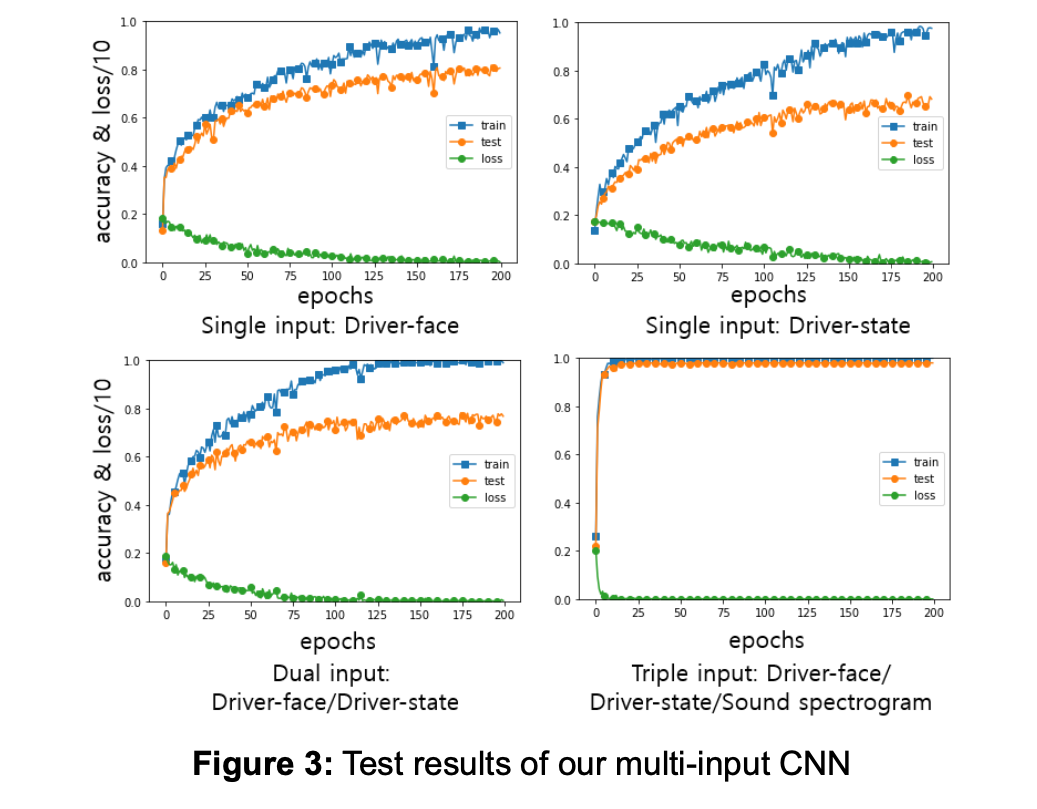 accuracy & loss/10
1.0
0.8
0.6
0.4
0.2
0.0
train
test
loss
0 25 50 75 100 125 150 175 200
epochs
Single input: Driver-face
1.0
0.8
0.6
0.4
0.2
0.0
train
test
loss
0 25 50 75 100 125 150 175 200
epochs
Single input: Driver-state
accuracy & loss/10
1.0
0.8
0.6
0.4
0.2
0.0
train
test
loss
0 25 50 75 100 125 150 175 200
epochs
Dual input:
Driver-face/Driver-state
1.0
0.8
0.6
0.4
0.2
0.0
train
test
loss
0 25 50 75 100 125 150 175 200
epochs
Triple input: Driver-face/
Driver-state/Sound spectrogram
Figure 3: Test results of our multi-input CNN